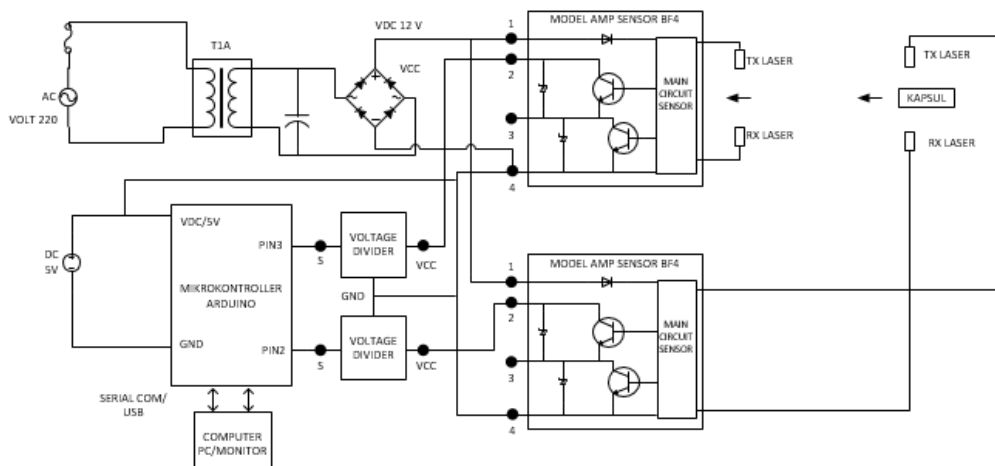 T1A
VDC 12 V
VCC
AC
VOLT 220
1
2
3
4
MODEL AMP SENSOR BF4
MAIN
CIRCUIT
SENSOR
TX LASER
RX LASER
TX LASER
KAPSUL
RX LASER
DC
5V
VDC/5V
PIN3
MIKROKONTROLLER
ARDUINO
GND
PIN2
S
VOLTAGE
DIVIDER
VCC
GND
S
VOLTAGE
DIVIDER
VCC
1
2
3
4
MODEL AMP SENSOR BF4
MAIN
CIRCUIT
SENSOR
SERIAL COM/
USB
COMPUTER
PC/MONITOR